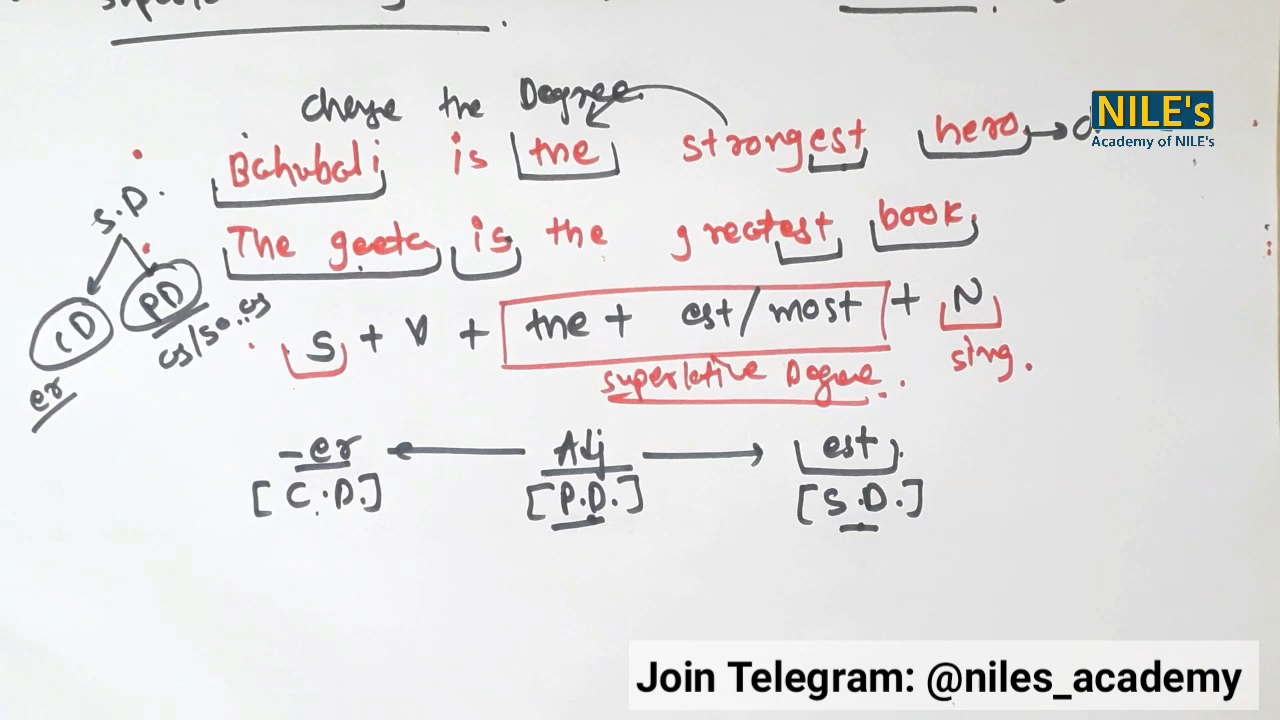 change the Degree
Bahubali is the strongest hero →
NILE's
Academy of NILE's
S.D.
The geeta is the greatest book
CD PD
er
as/so..as
S + V + the + est/most + N
superlative Degree.
sing.
-er ← Adj → est
[C.D.] [P.D.] [S.D.]
Join Telegram: @niles_academy